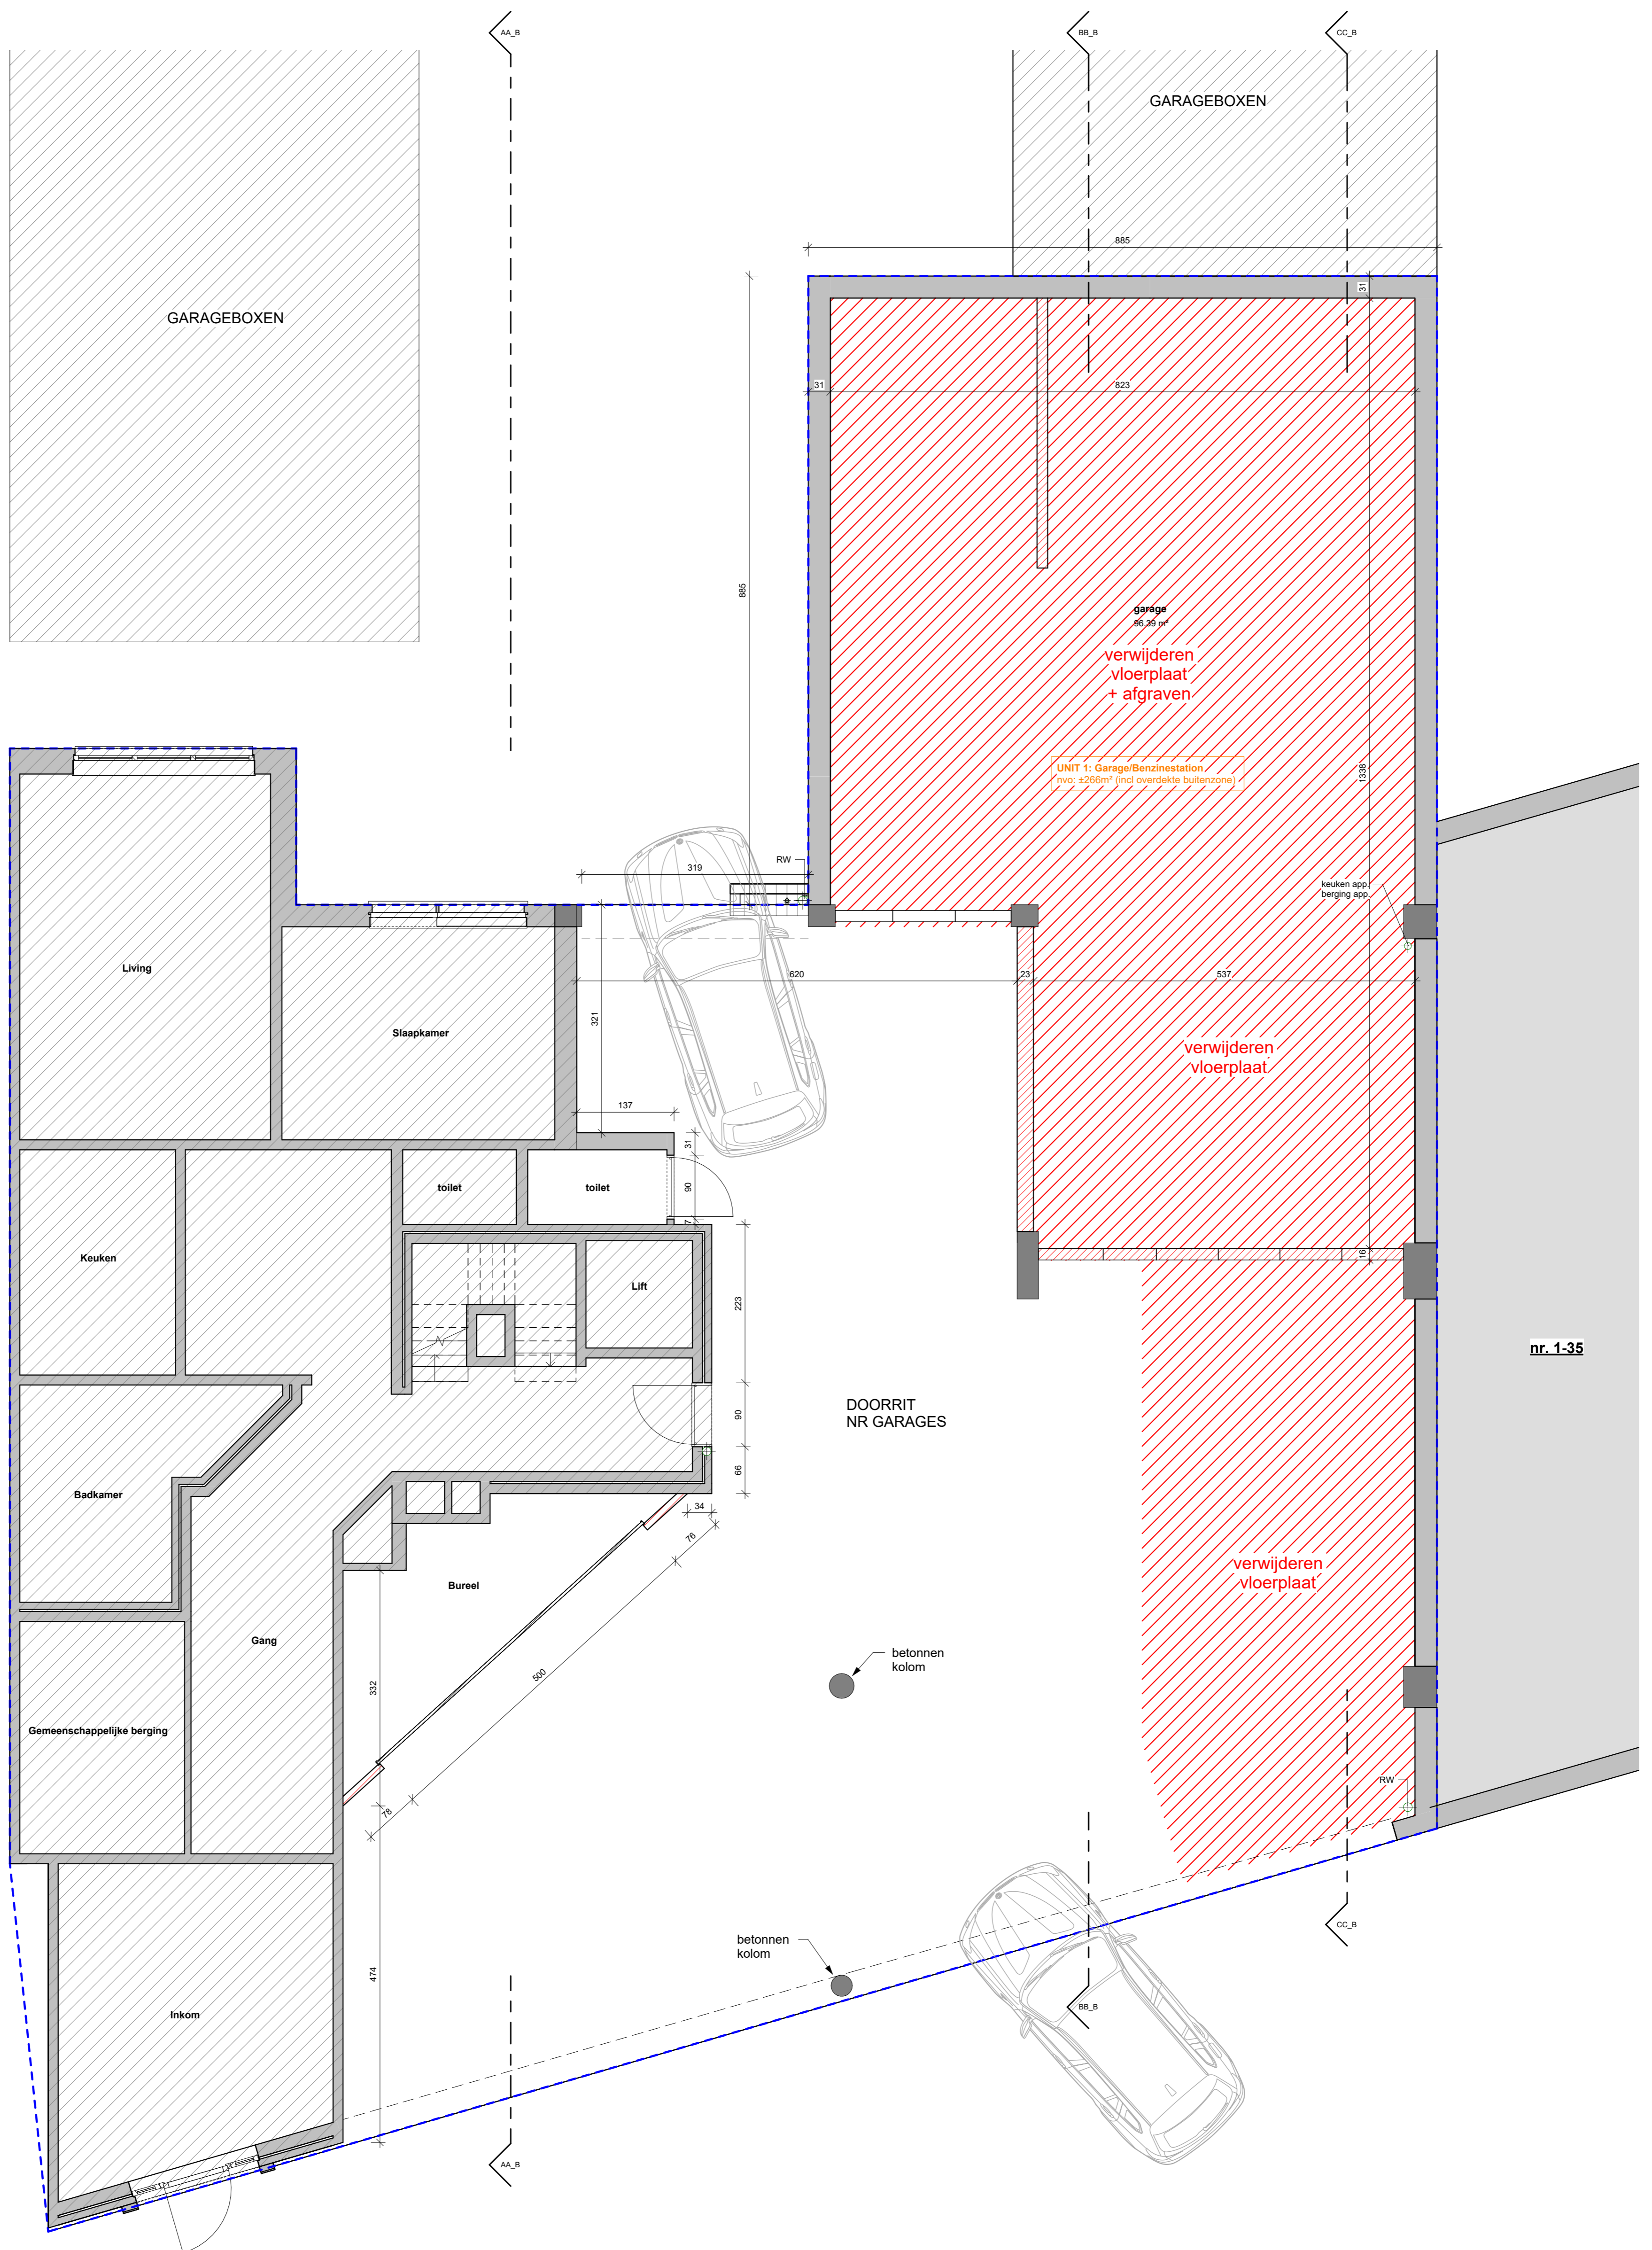 AA_B
BB_B
CC_B
GARAGEBOXEN
885
31
GARAGEBOXEN
31
823
885
garage
96.39 m²
verwijderen
vloerplaat
+ afgraven
UNIT 1: Garage/Benzinestation
nvo: ±266m² (incl overdekte buitenzone)
1338
RW
319
keuken app.
berging app.
Living
620
23
537
321
Slaapkamer
verwijderen
vloerplaat
137
31
toilet
toilet
90
7
Keuken
16
Lift
223
nr. 1-35
DOORRIT
NR GARAGES
90
66
Badkamer
34
76
verwijderen
vloerplaat
Bureel
Gang
betonnen
kolom
500
332
Gemeenschappelijke berging
RW
78
CC_B
betonnen
kolom
474
BB_B
Inkom
AA_B